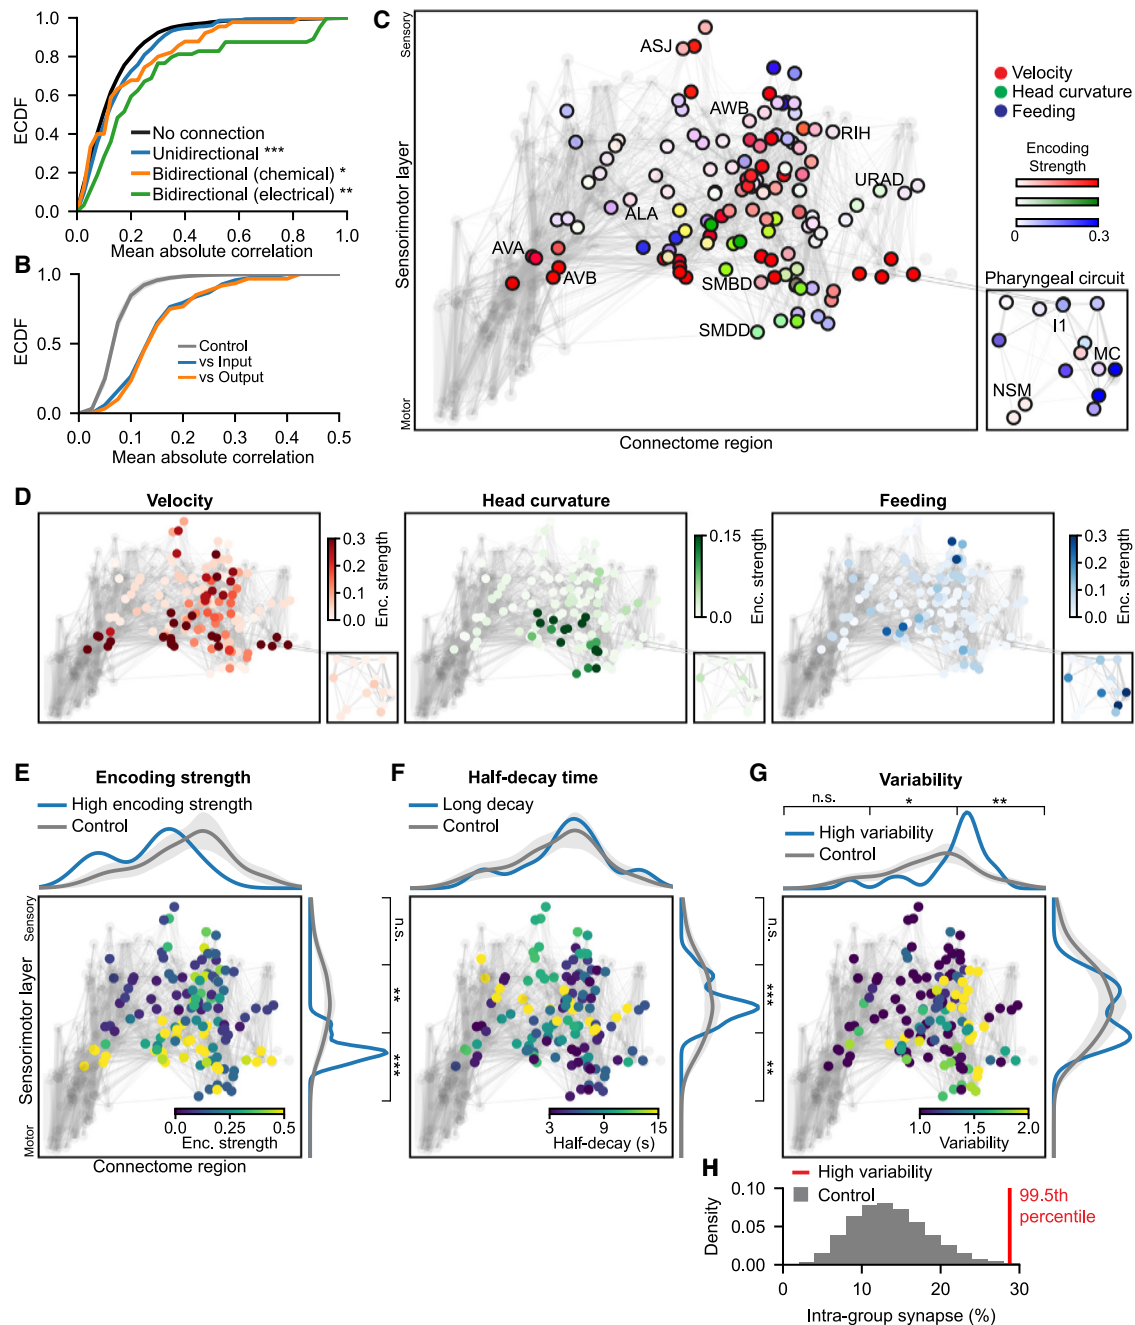 ECDF
1.0
0.8
0.6
0.4
0.2
0.0
No connection
Unidirectional ***
Bidirectional (chemical) *
Bidirectional (electrical) **
0.0 0.2 0.4 0.6 0.8 1.0
Mean absolute correlation
B
ECDF
1.0
0.5
0.0
Control
vs Input
vs Output
0.0 0.1 0.2 0.3 0.4 0.5
Mean absolute correlation
C
Sensory
Sensorimotor layer
Motor
ASJ
AWB
RIH
URAD
ALA
AVA
AVB
SMBD
SMDD
Connectome region
Velocity
Head curvature
Feeding
Encoding
Strength
0 0.3
Pharyngeal circuit
I1
MC
NSM
D
Velocity
0.3
0.2
0.1
0.0
Enc. strength
Head curvature
0.15
0.0
Enc. strength
Feeding
0.3
0.2
0.1
0.0
Enc. strength
E
Encoding strength
High encoding strength
Control
Sensory
Sensorimotor layer
Motor
n.s.
**
***
0.0 0.25 0.5
Enc. strength
Connectome region
F
Half-decay time
Long decay
Control
n.s.
***
**
3 9 15
Half-decay (s)
G
Variability
n.s. * **
High variability
Control
1.0 1.5 2.0
Variability
H
High variability
Control
99.5th
percentile
Density
0.10
0.05
0.00
0 10 20 30
Intra-group synapse (%)